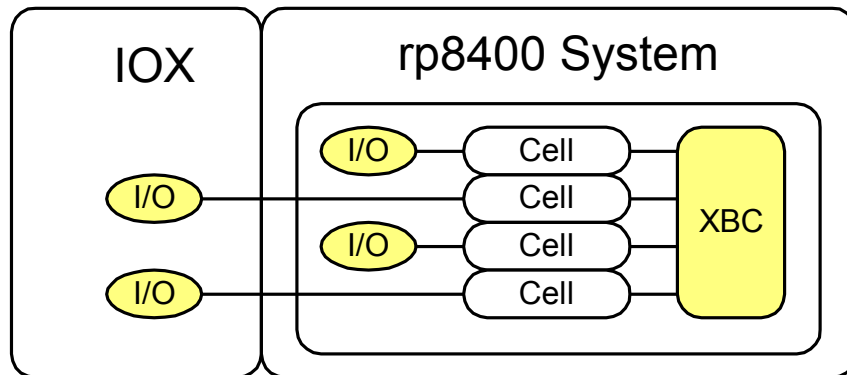 IOX
rp8400 System
I/O
Cell
I/O
Cell
I/O
Cell
I/O
Cell
XBC